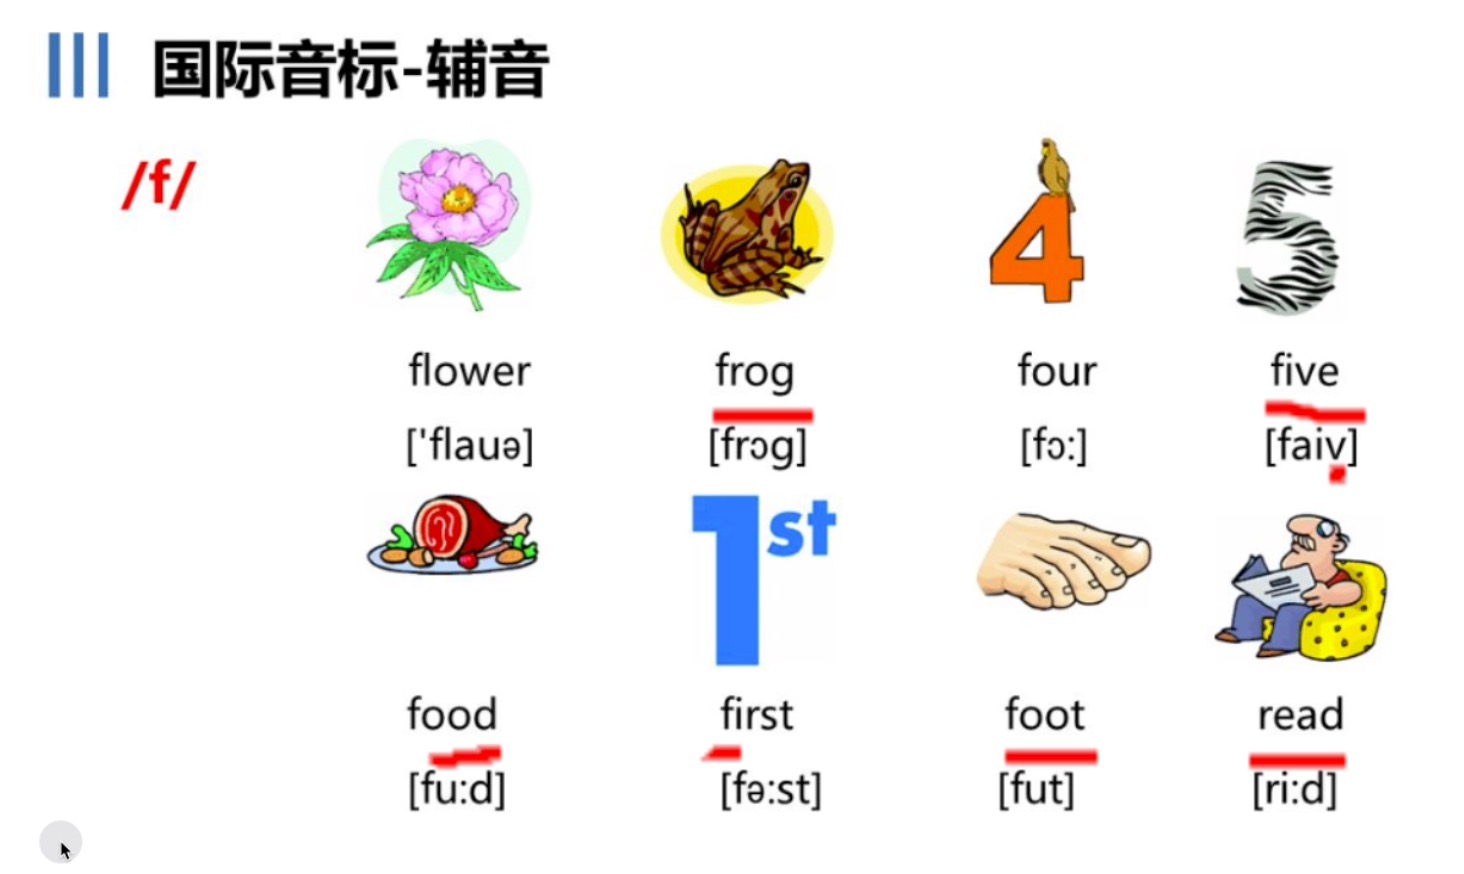 国际音标-辅音
/f/
4 5
flower frog four five
['flauə] [frɔg] [fɔ:] [faiv]
1st
food first foot read
[fu:d] [fə:st] [fut] [ri:d]